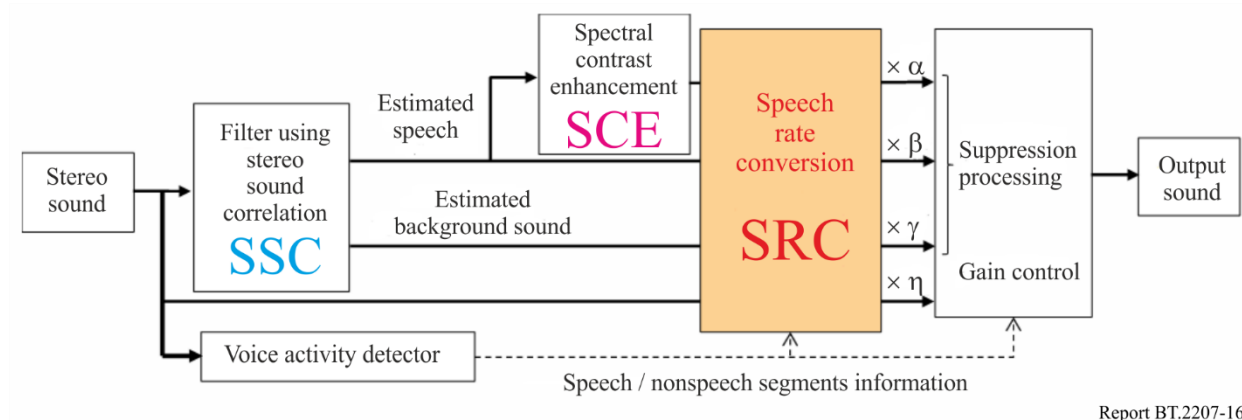 Stereo
sound
Filter using
stereo
sound
correlation
SSC
Estimated
speech
Estimated
background sound
Spectral
contrast
enhancement
SCE
Speech
rate
conversion
SRC
× α
× β
× γ
× η
Suppression
processing
Gain control
Output
sound
Voice activity detector
Speech / nonspeech segments information
Report BT.2207-16